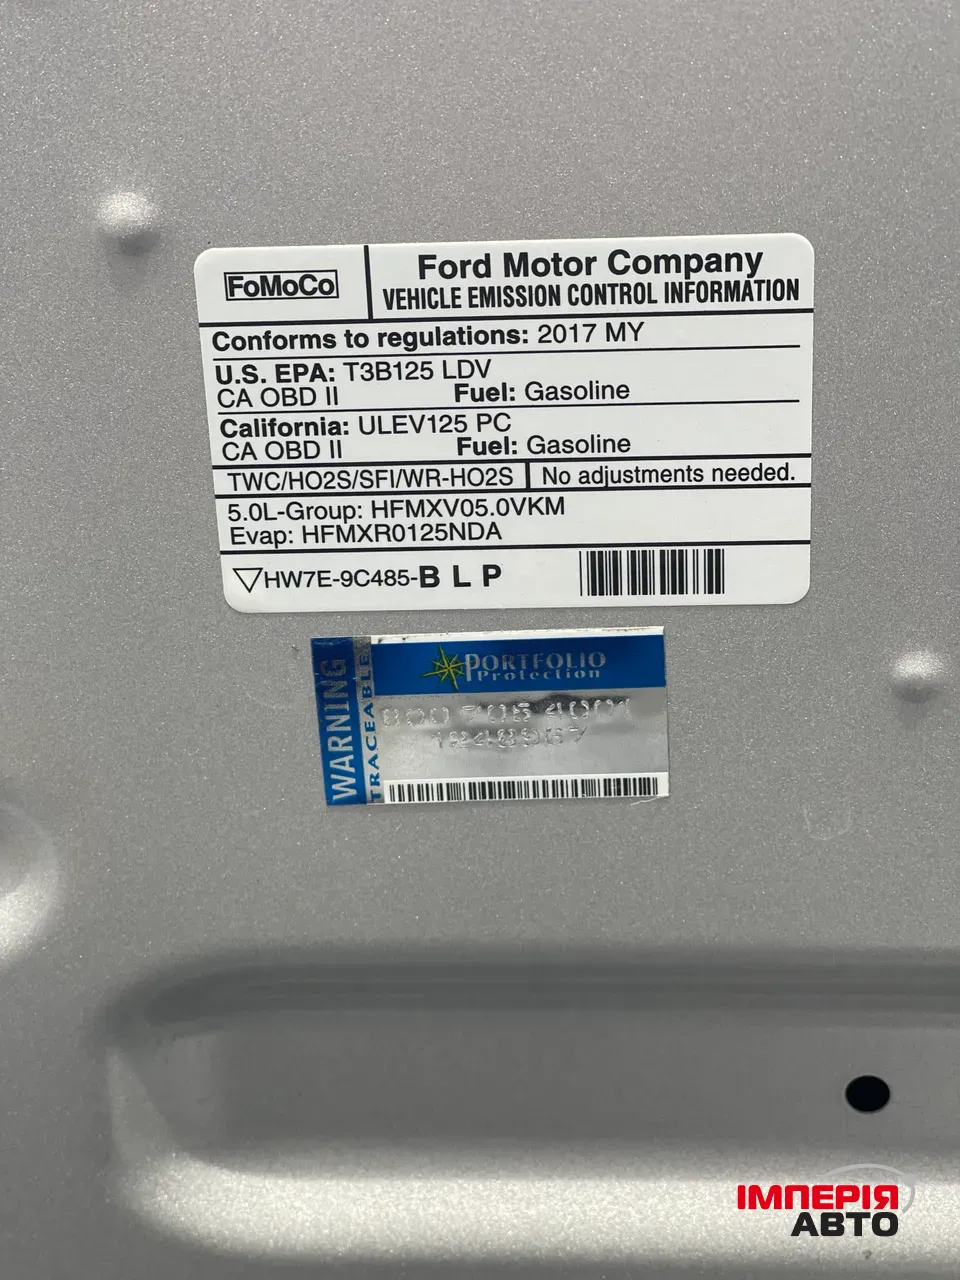 FoMoCo
Ford Motor Company
VEHICLE EMISSION CONTROL INFORMATION
Conforms to regulations: 2017 MY
U.S. EPA: T3B125 LDV
CA OBD II Fuel: Gasoline
California: ULEV125 PC
CA OBD II Fuel: Gasoline
TWC/HO2S/SFI/WR-HO2S No adjustments needed.
5.0L-Group: HFMXV05.0VKM
Evap: HFMXR0125NDA
HW7E-9C485-B L P
WARNING
TRACEABLE
PORTFOLIO
Protection
ІМПЕРІЯ
АВТО